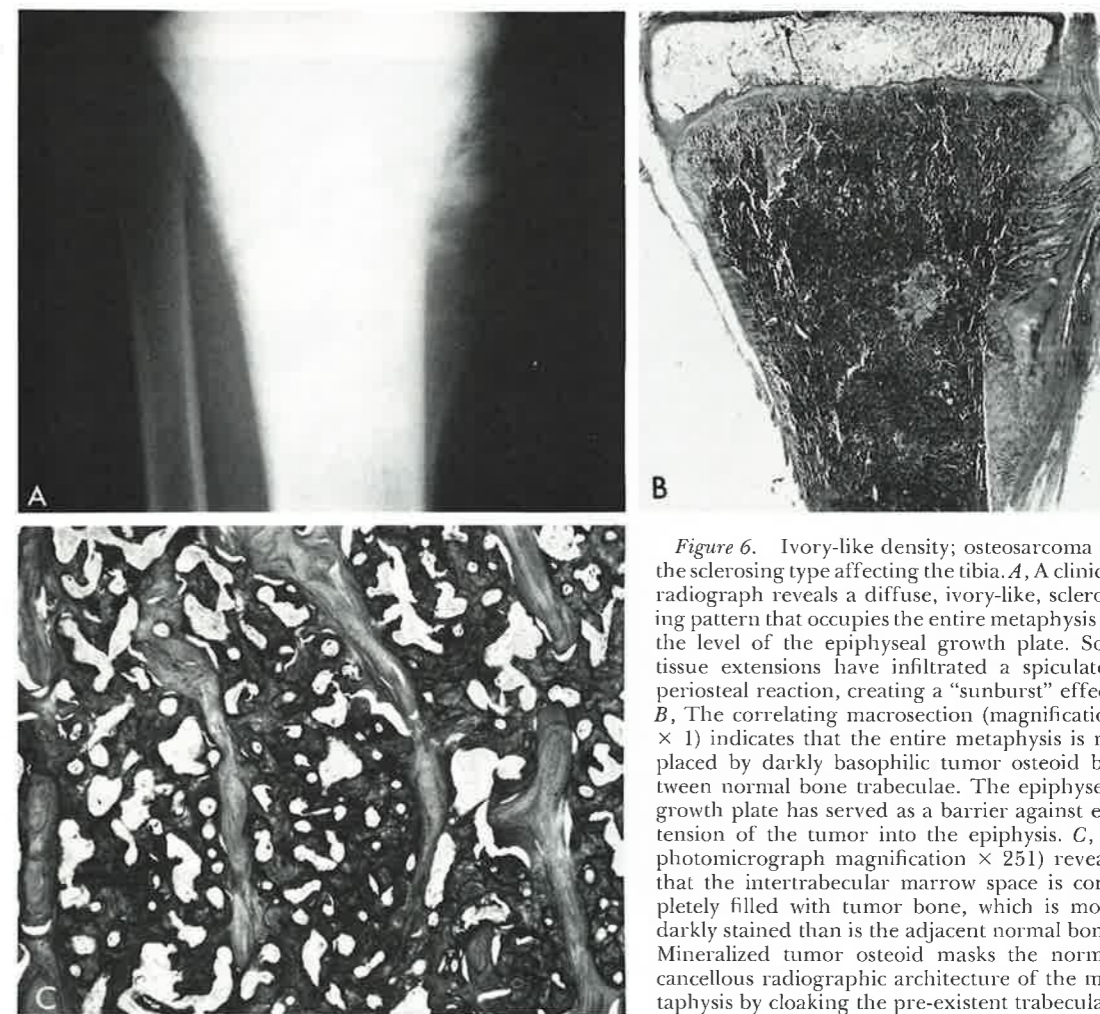 A
B
C
Figure 6. Ivory-like density; osteosarcoma
the sclerosing type affecting the tibia. A, A clinic
radiograph reveals a diffuse, ivory-like, sclero
ing pattern that occupies the entire metaphysis
the level of the epiphyseal growth plate. So
tissue extensions have infiltrated a spiculate
periosteal reaction, creating a “sunburst” effe
B, The correlating macrosection (magnificatio
× 1) indicates that the entire metaphysis is r
placed by darkly basophilic tumor osteoid b
tween normal bone trabeculae. The epiphyse
growth plate has served as a barrier against e
tension of the tumor into the epiphysis. C,
photomicrograph magnification × 251) revea
that the intertrabecular marrow space is con
pletely filled with tumor bone, which is mo
darkly stained than is the adjacent normal bon
Mineralized tumor osteoid masks the norm
cancellous radiographic architecture of the m
taphysis by cloaking the pre-existent trabecula